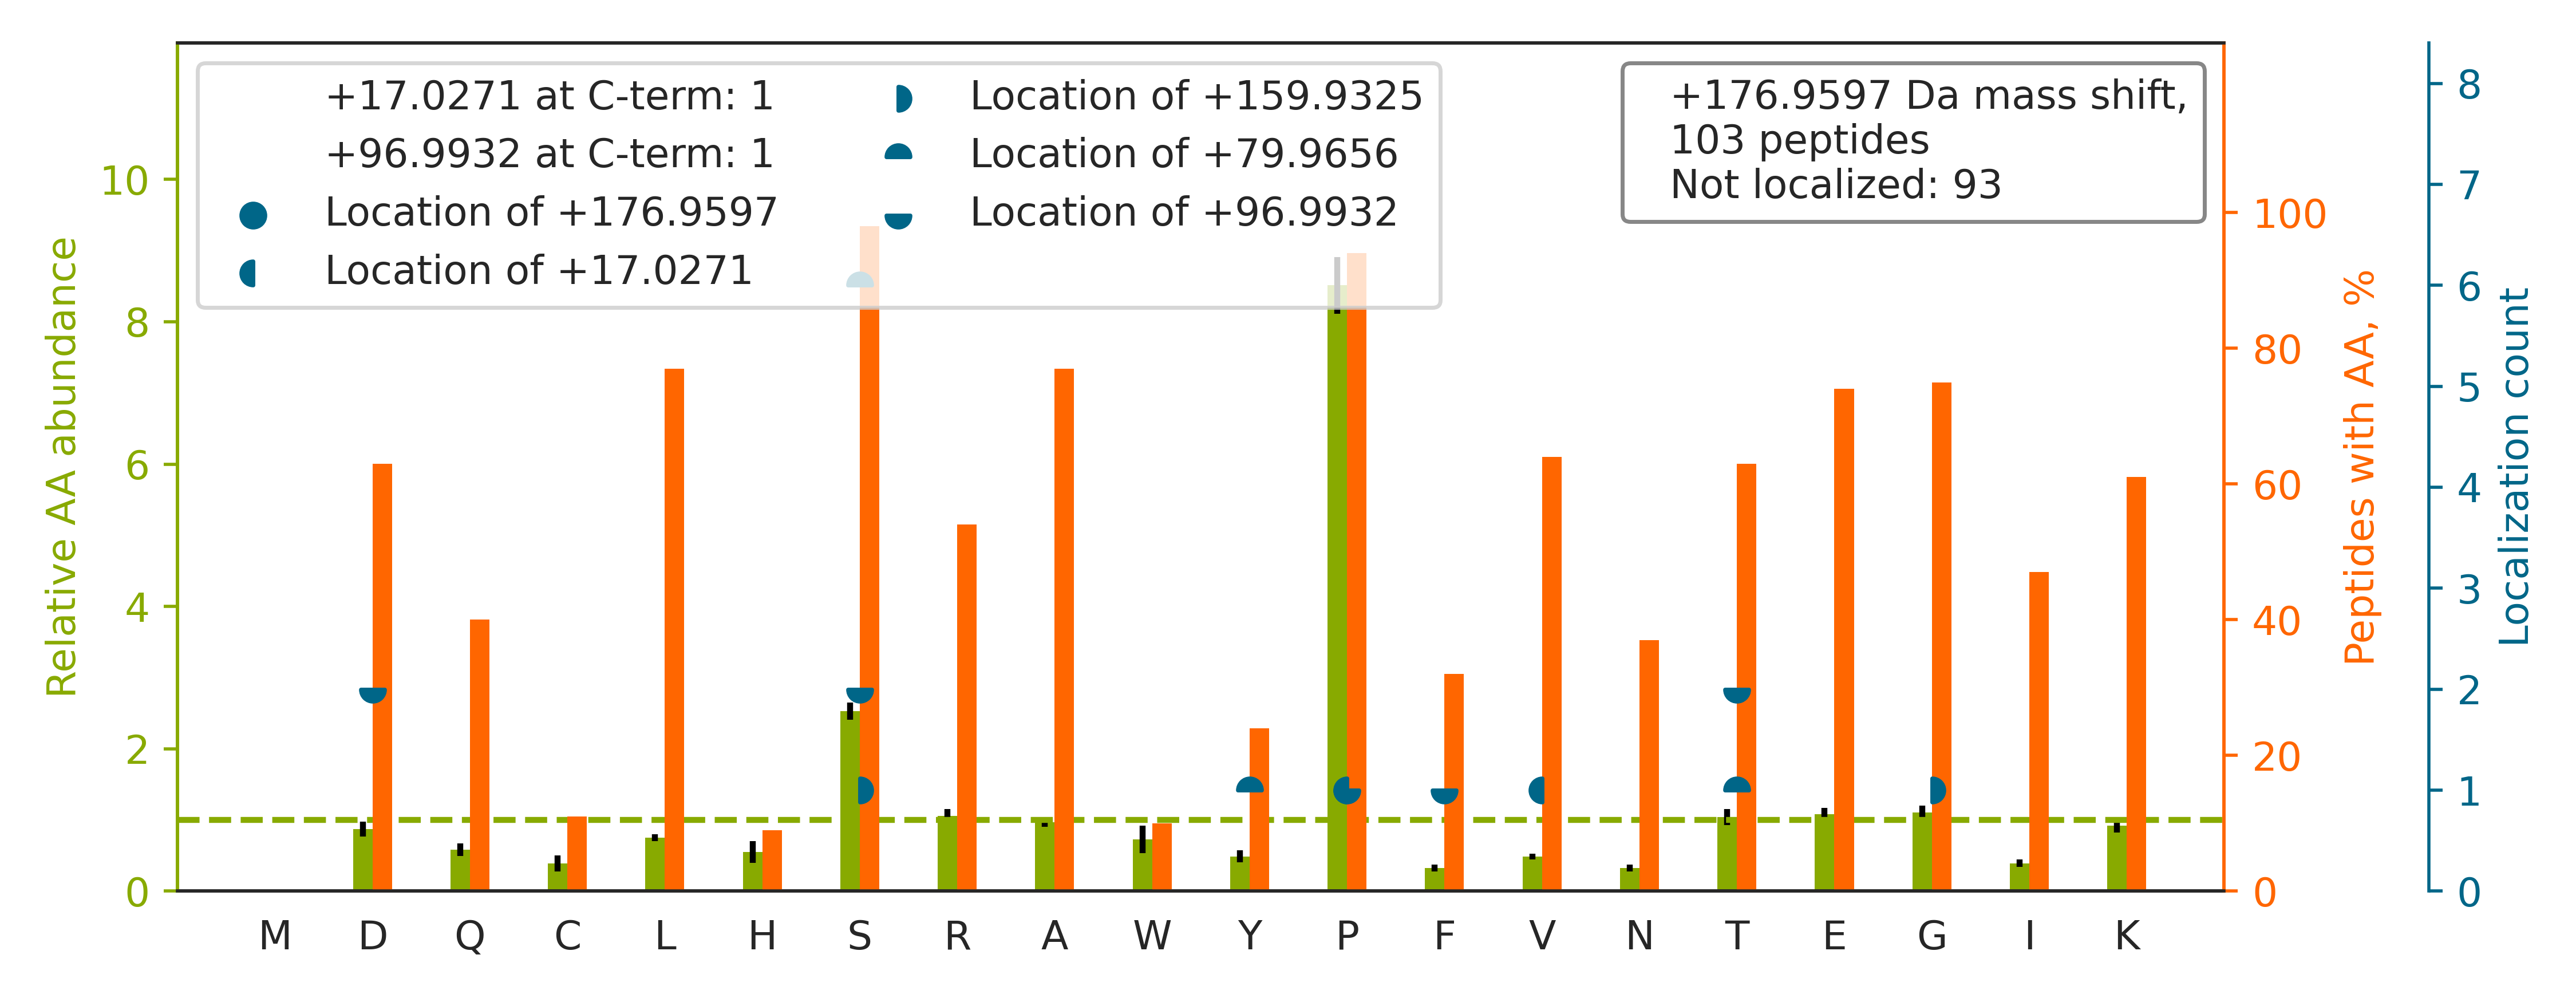 +17.0271 at C-term: 1
+96.9932 at C-term: 1
Location of +176.9597
Location of +17.0271
Location of +159.9325
Location of +79.9656
Location of +96.9932
+176.9597 Da mass shift,
103 peptides
Not localized: 93
Relative AA abundance
10
8
6
4
2
0
M D Q C L H S R A W Y P F V N T E G I K
100
80
60
40
20
0
Peptides with AA, %
8
7
6
5
4
3
2
1
0
Localization count